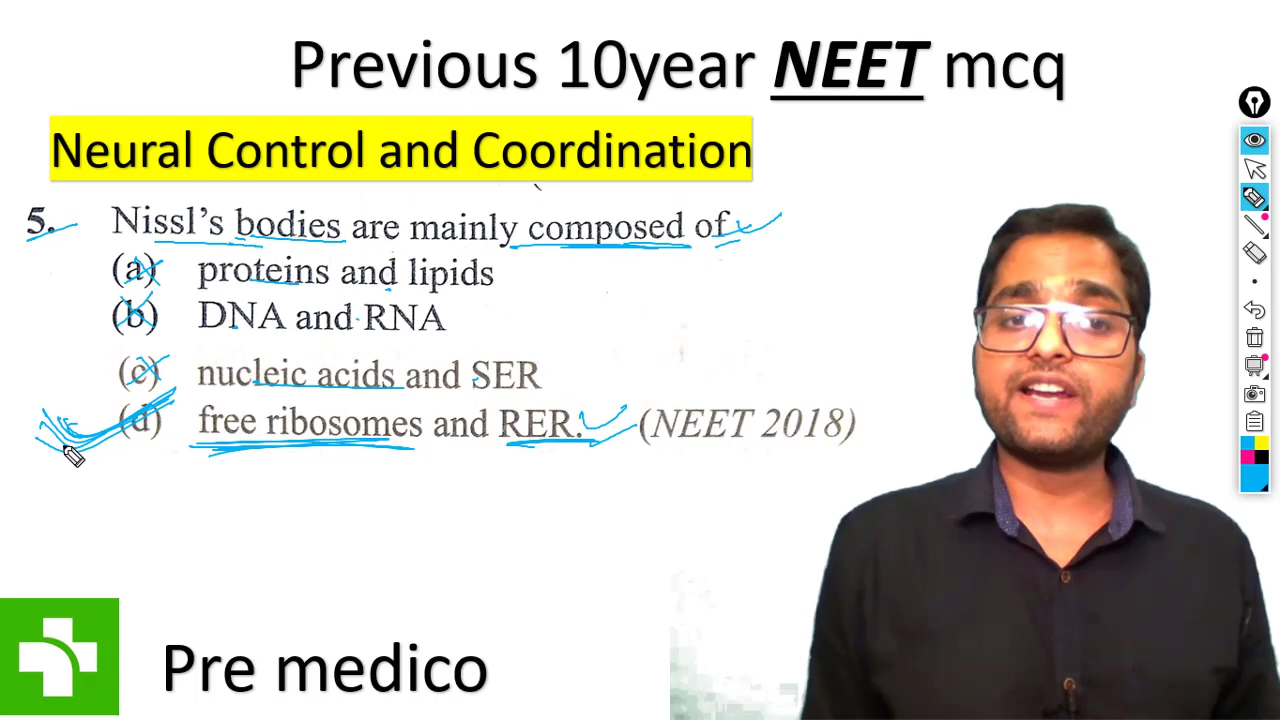 Previous 10year NEET mcq
Neural Control and Coordination
5. Nissl's bodies are mainly composed of
(a) proteins and lipids
(b) DNA and RNA
(c) nucleic acids and SER
(d) free ribosomes and RER. (NEET 2018)
Pre medico